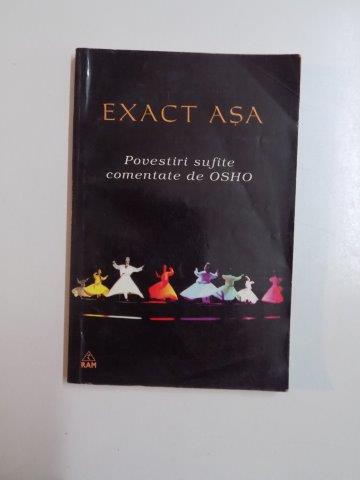 EXACT AȘA
Povestiri sufite
comentate de OSHO
RAM